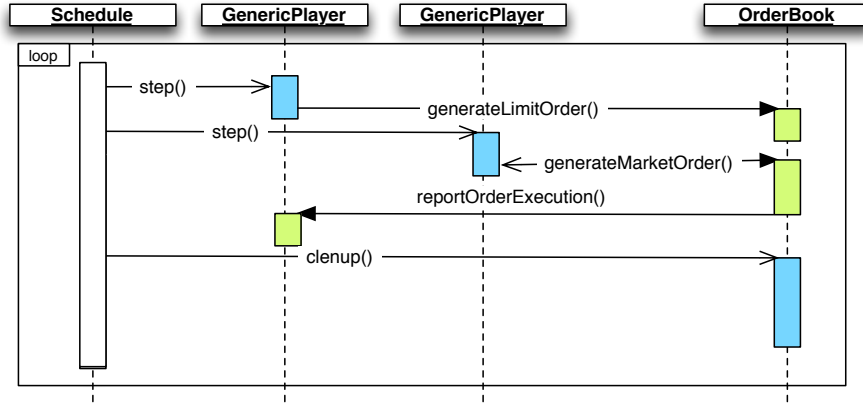 Schedule
GenericPlayer
GenericPlayer
OrderBook
loop
step()
generateLimitOrder()
step()
generateMarketOrder()
reportOrderExecution()
clenup()